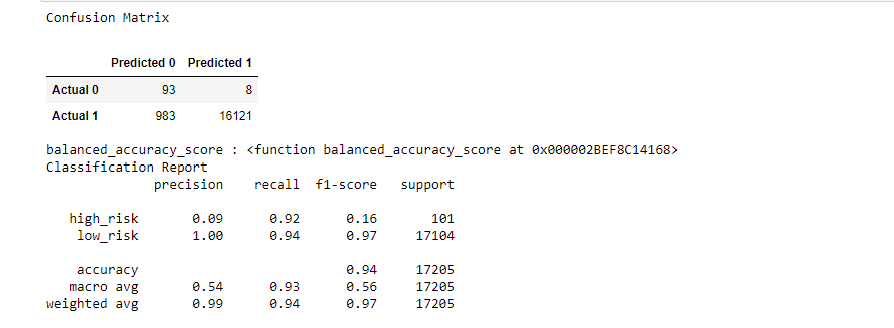 Confusion Matrix
Predicted 0 Predicted 1
Actual 0 93 8
Actual 1 983 16121
balanced_accuracy_score : <function balanced_accuracy_score at 0x000002BEF8C14168>
Classification Report
precision recall f1-score support
high_risk 0.09 0.92 0.16 101
low_risk 1.00 0.94 0.97 17104
accuracy 0.94 17205
macro avg 0.54 0.93 0.56 17205
weighted avg 0.99 0.94 0.97 17205